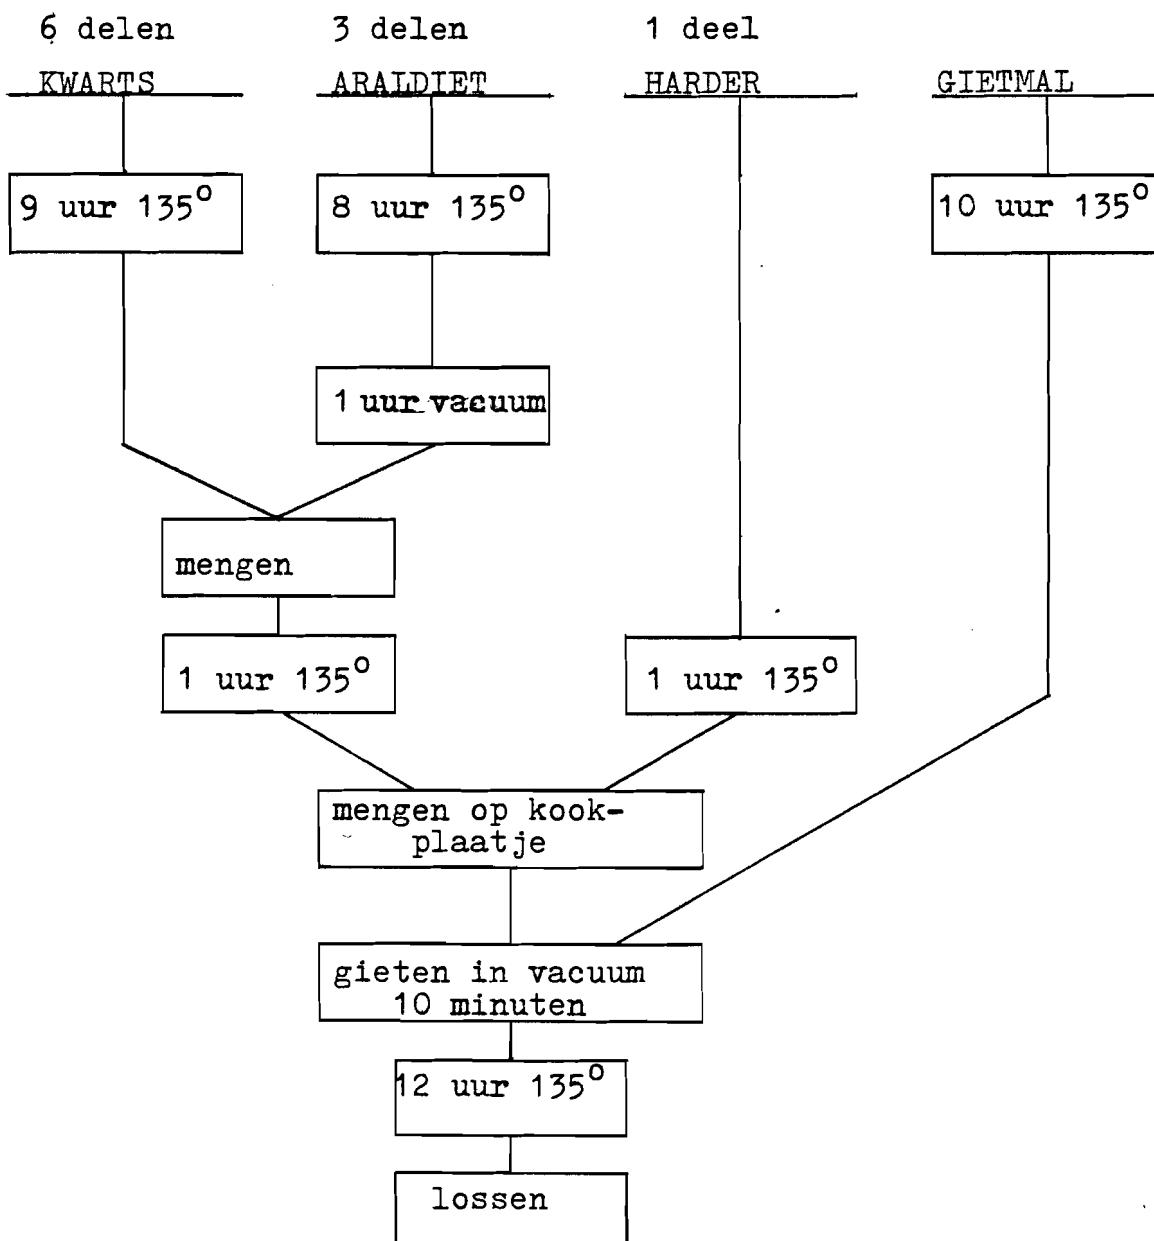 6 delen 3 delen 1 deel
KWARTS ARALDIET HARDER GIETMAL
9 uur 135° 8 uur 135° 10 uur 135°
1 uur vacuum
mengen
1 uur 135° 1 uur 135°
mengen op kook-
plaatje
gieten in vacuum
10 minuten
12 uur 135°
lossen